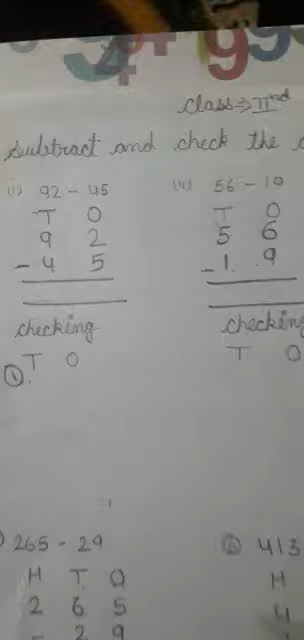 Class → IInd
subtract and check the
(i) 92 - 45
T O
9 2
- 4 5
checking
T O
①.
56 - 19
T O
5 6
- 1. 9
checking
T O
265 - 29
H T O
2 6 5
- 2 9
413
H
4